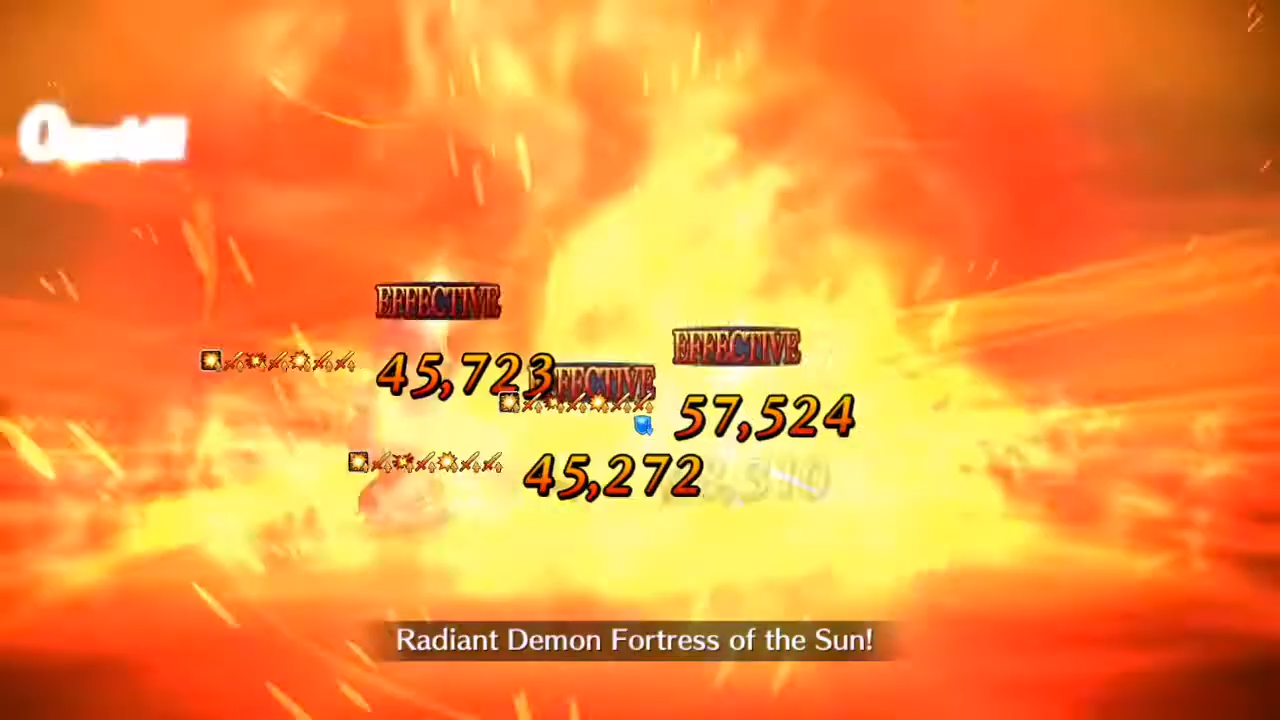 EFFECTIVE
EFFECTIVE
45,723
EFFECTIVE
57,524
45,272
Radiant Demon Fortress of the Sun!